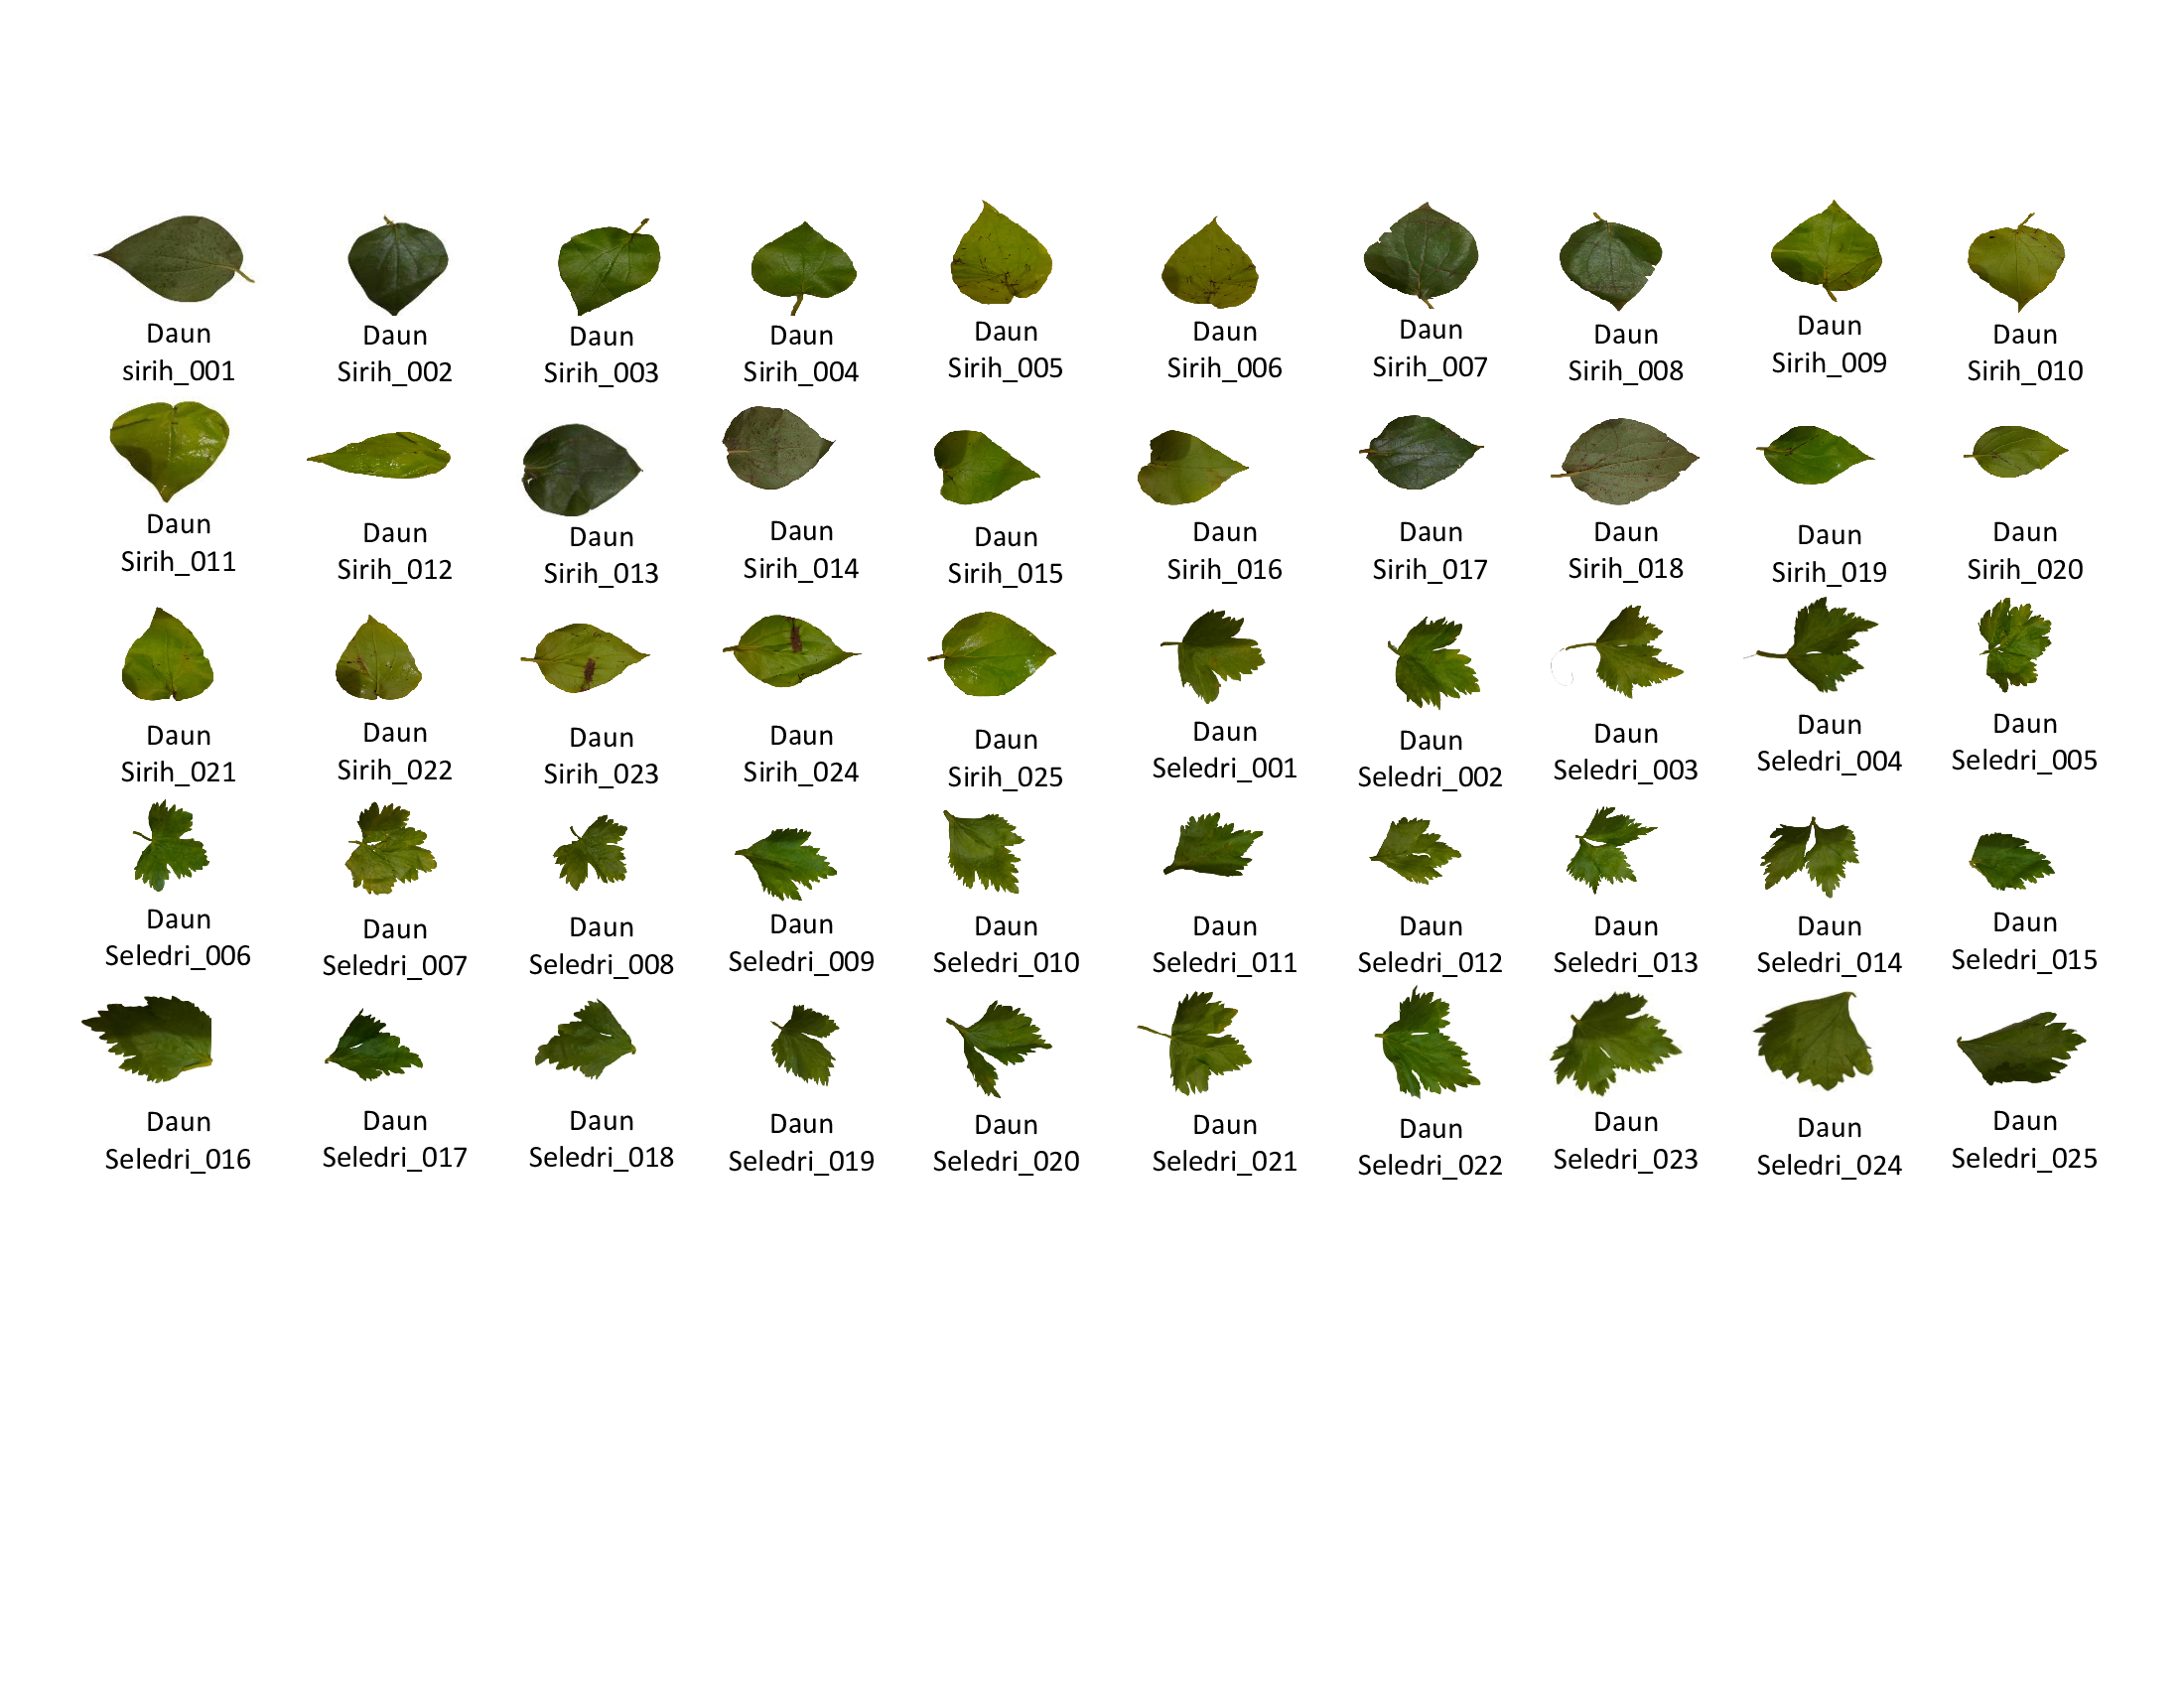 Daun
sirih_001
Daun
Sirih_002
Daun
Sirih_003
Daun
Sirih_004
Daun
Sirih_005
Daun
Sirih_006
Daun
Sirih_007
Daun
Sirih_008
Daun
Sirih_009
Daun
Sirih_010
Daun
Sirih_011
Daun
Sirih_012
Daun
Sirih_013
Daun
Sirih_014
Daun
Sirih_015
Daun
Sirih_016
Daun
Sirih_017
Daun
Sirih_018
Daun
Sirih_019
Daun
Sirih_020
Daun
Sirih_021
Daun
Sirih_022
Daun
Sirih_023
Daun
Sirih_024
Daun
Sirih_025
Daun
Seledri_001
Daun
Seledri_002
Daun
Seledri_003
Daun
Seledri_004
Daun
Seledri_005
Daun
Seledri_006
Daun
Seledri_007
Daun
Seledri_008
Daun
Seledri_009
Daun
Seledri_010
Daun
Seledri_011
Daun
Seledri_012
Daun
Seledri_013
Daun
Seledri_014
Daun
Seledri_015
Daun
Seledri_016
Daun
Seledri_017
Daun
Seledri_018
Daun
Seledri_019
Daun
Seledri_020
Daun
Seledri_021
Daun
Seledri_022
Daun
Seledri_023
Daun
Seledri_024
Daun
Seledri_025